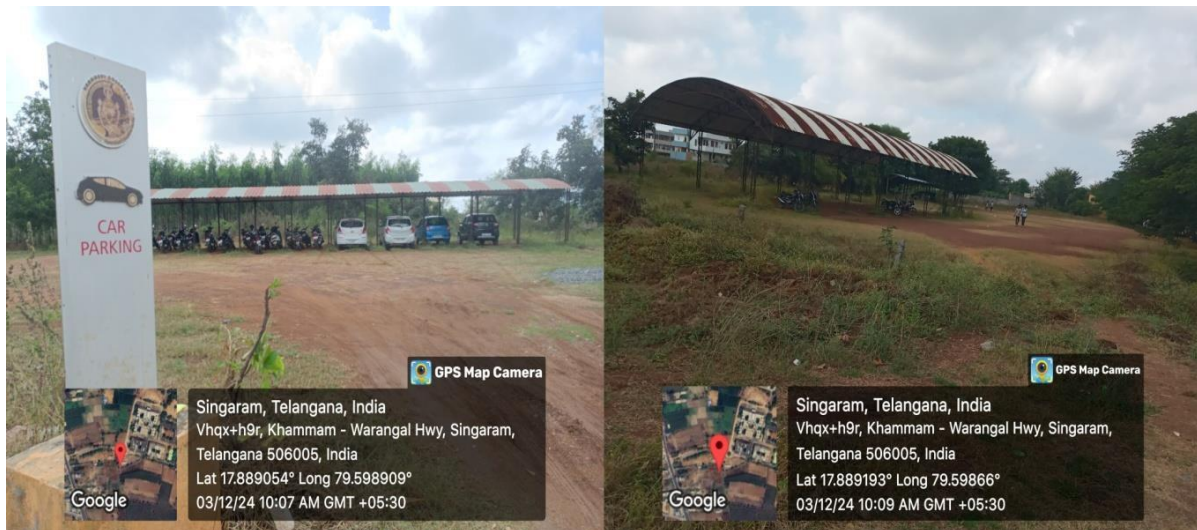 CAR
PARKING
GPS Map Camera
Singaram, Telangana, India
Vhqx+h9r, Khammam - Warangal Hwy, Singaram,
Telangana 506005, India
Lat 17.889054° Long 79.598909°
03/12/24 10:07 AM GMT +05:30
Google
GPS Map Camera
Singaram, Telangana, India
Vhqx+h9r, Khammam - Warangal Hwy, Singaram,
Telangana 506005, India
Lat 17.889193° Long 79.59866°
03/12/24 10:09 AM GMT +05:30
Google